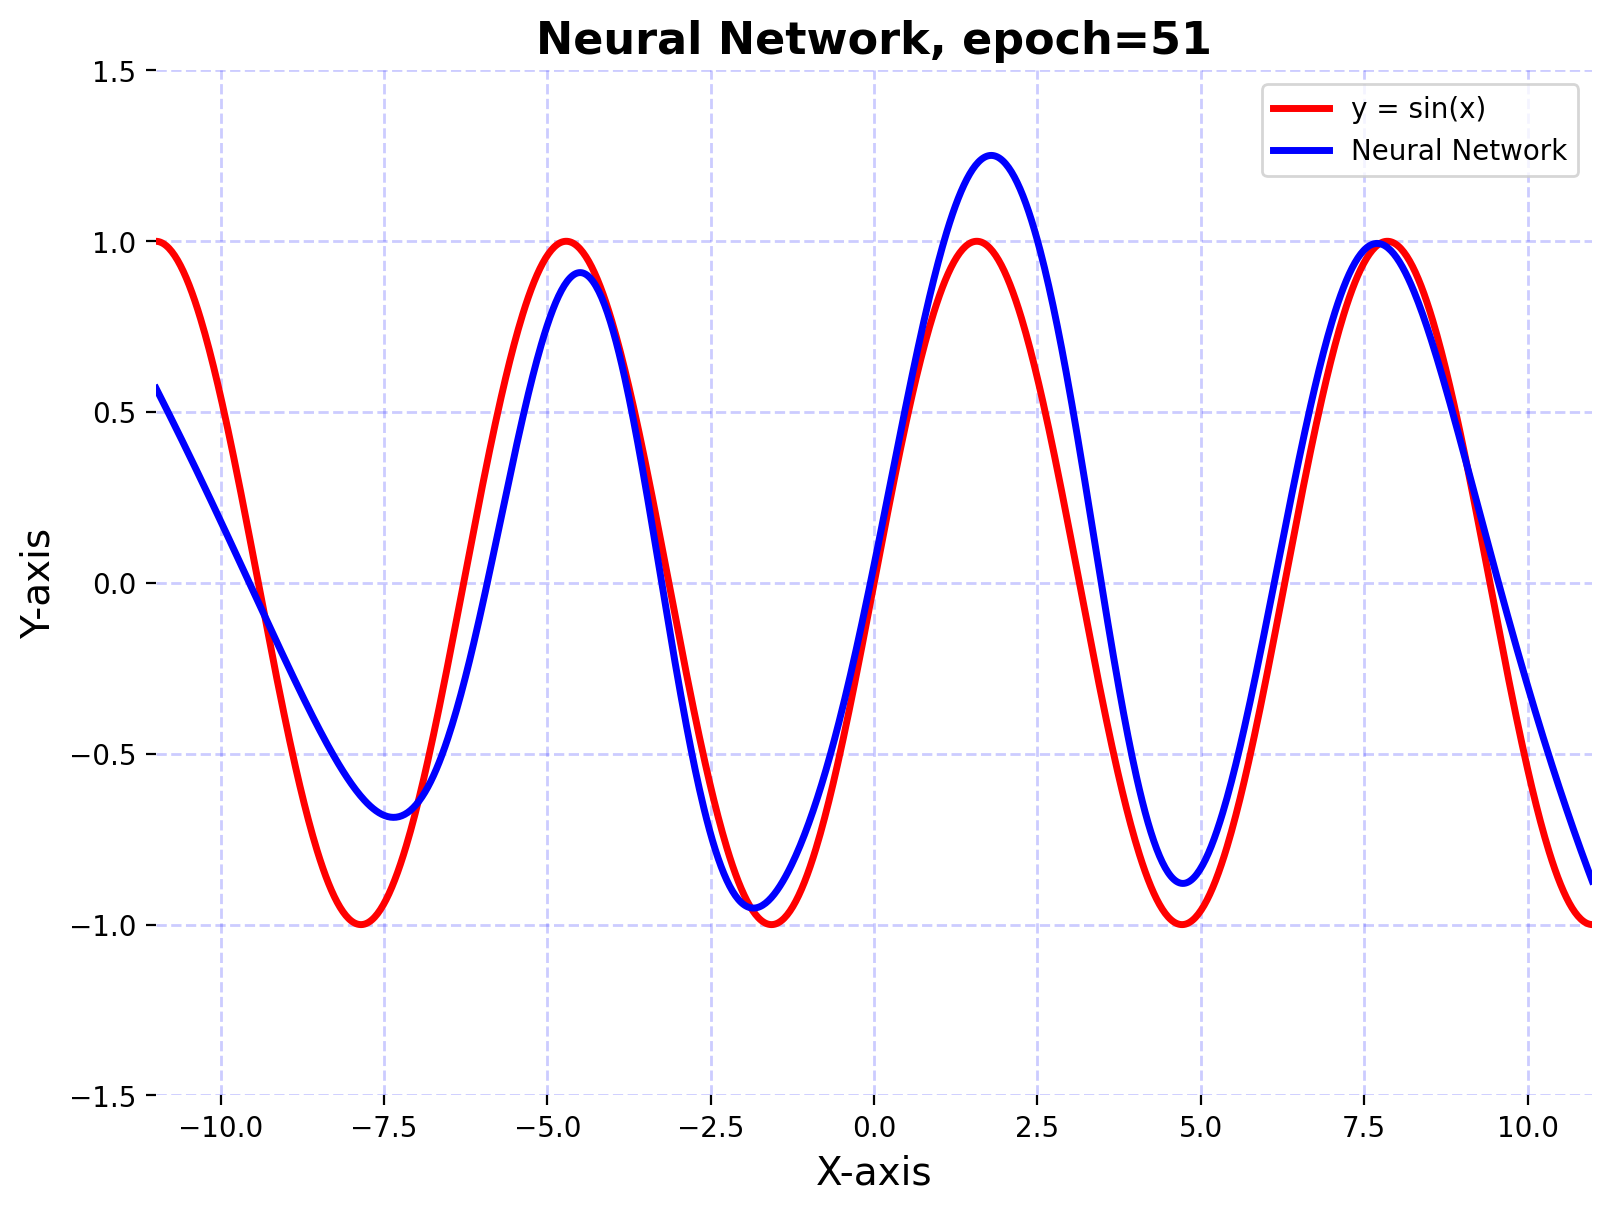 Neural Network, epoch=51
y = sin(x)
Neural Network
Y-axis
1.5
1.0
0.5
0.0
−0.5
−1.0
−1.5
−10.0 −7.5 −5.0 −2.5 0.0 2.5 5.0 7.5 10.0
X-axis